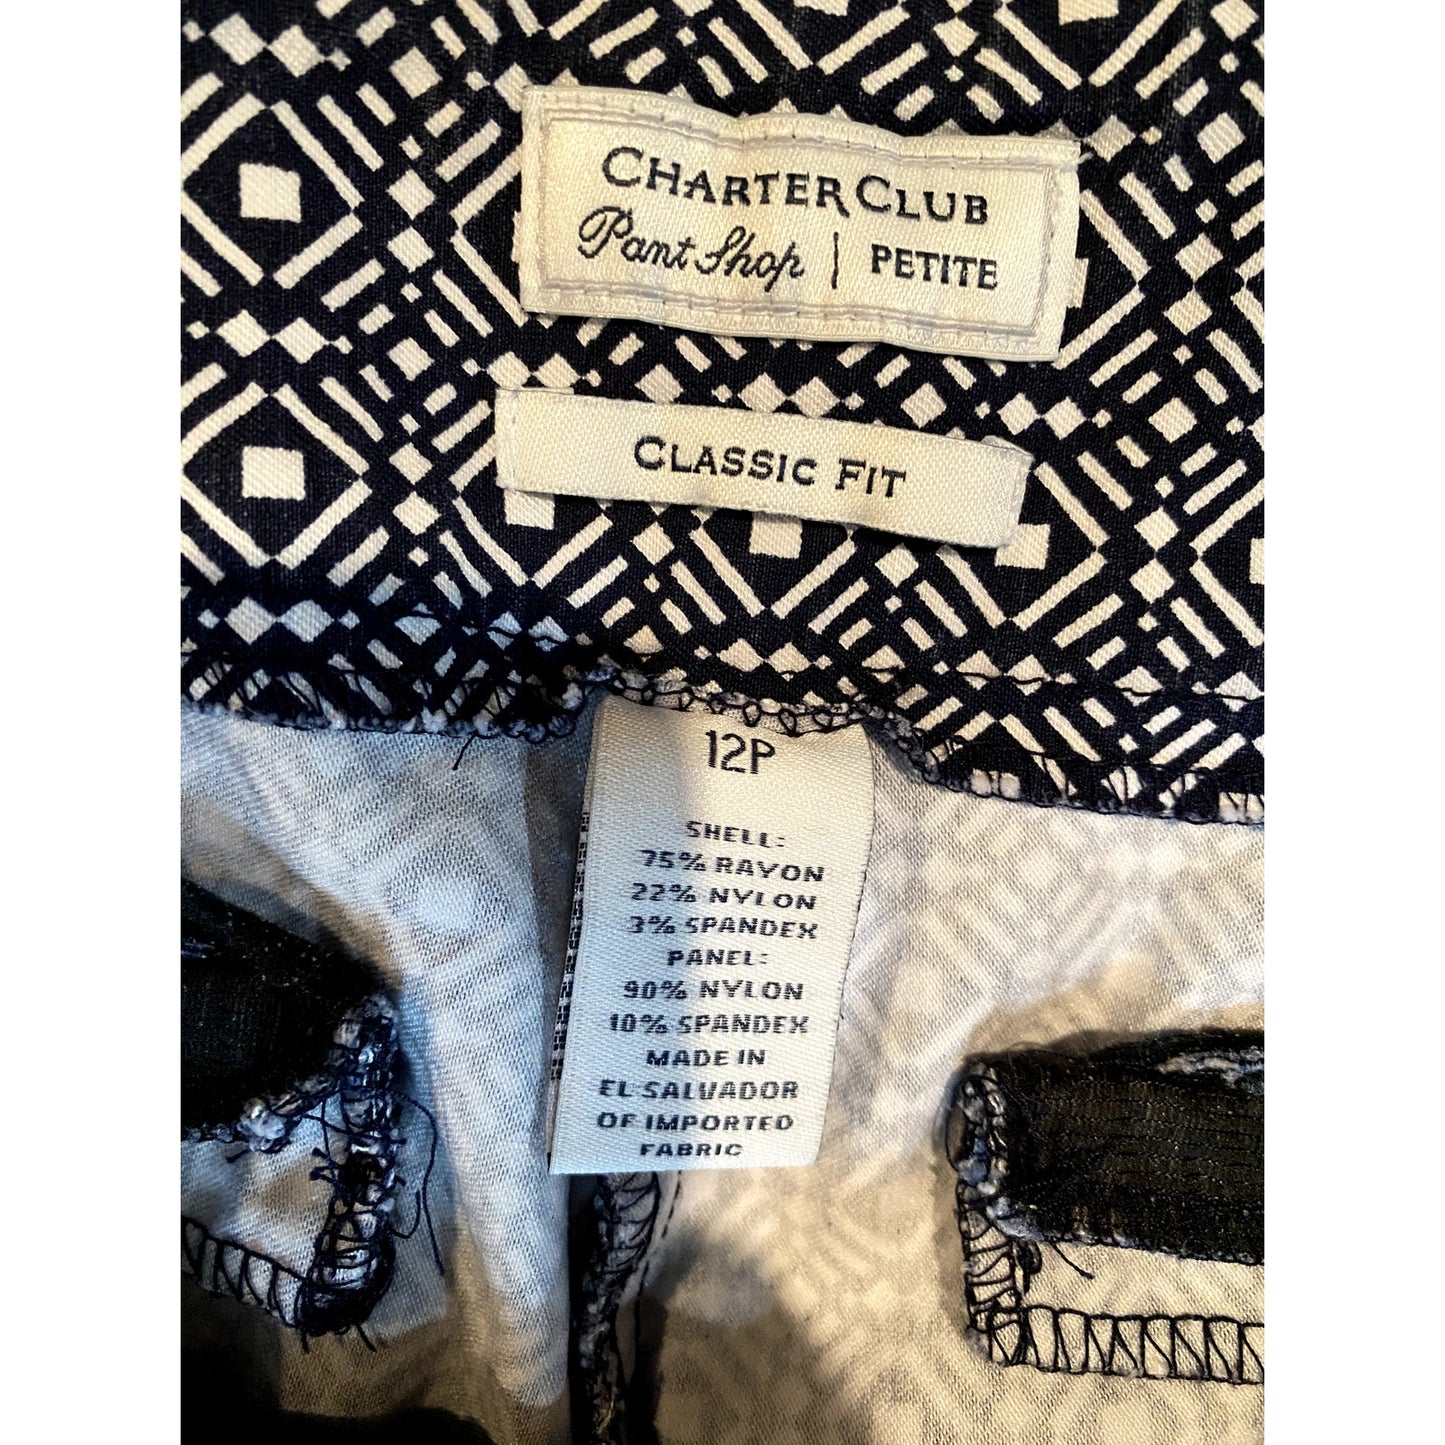 CHARTER CLUB
Pant Shop | PETITE
CLASSIC FIT
12P
SHELL:
75% RAYON
22% NYLON
3% SPANDEX
PANEL:
90% NYLON
10% SPANDEX
MADE IN
EL SALVADOR
OF IMPORTED
FABRIC